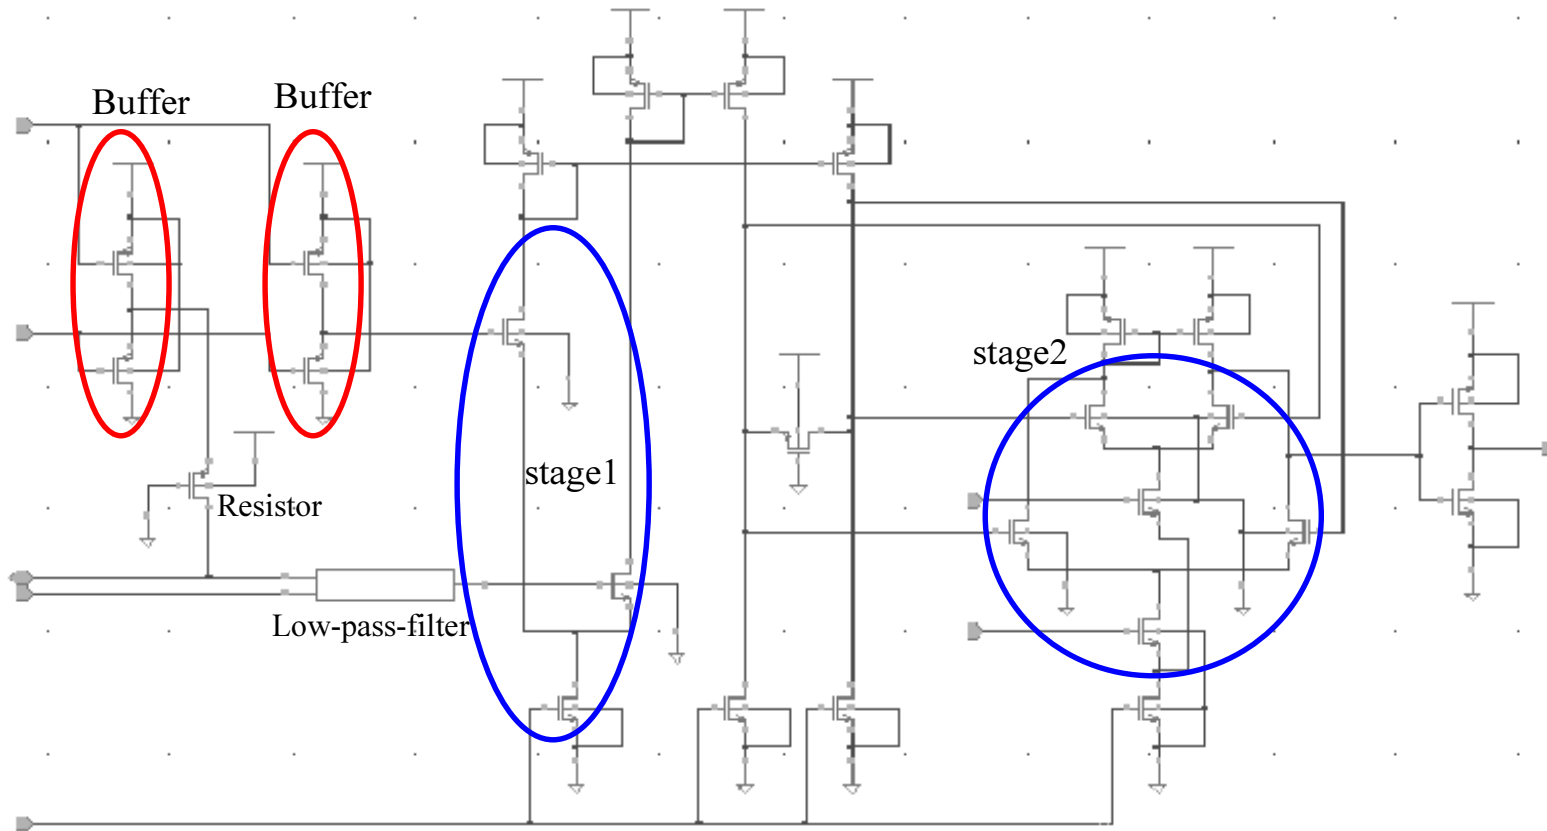 Buffer
Buffer
stage2
stage1
Resistor
Low-pass-filter